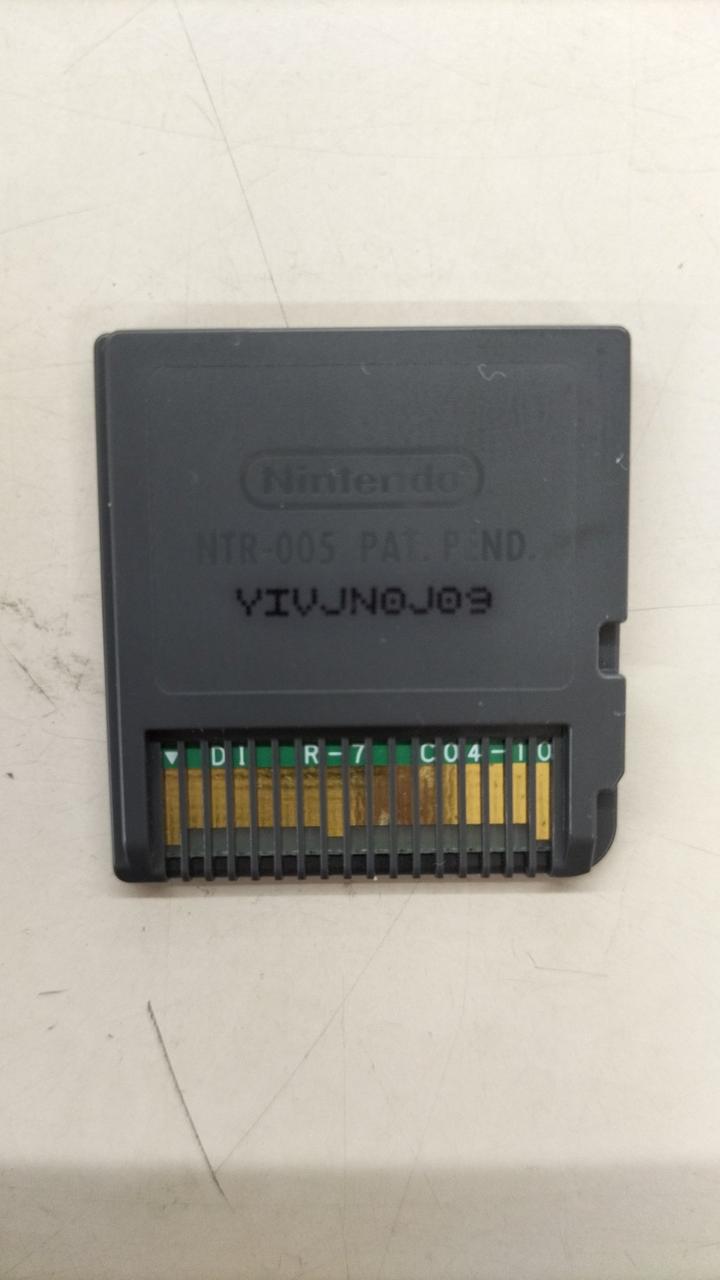 Nintendo
NTR-005 PAT. PEND.
YIVJN0J09
▼ DI R-7 C04-10